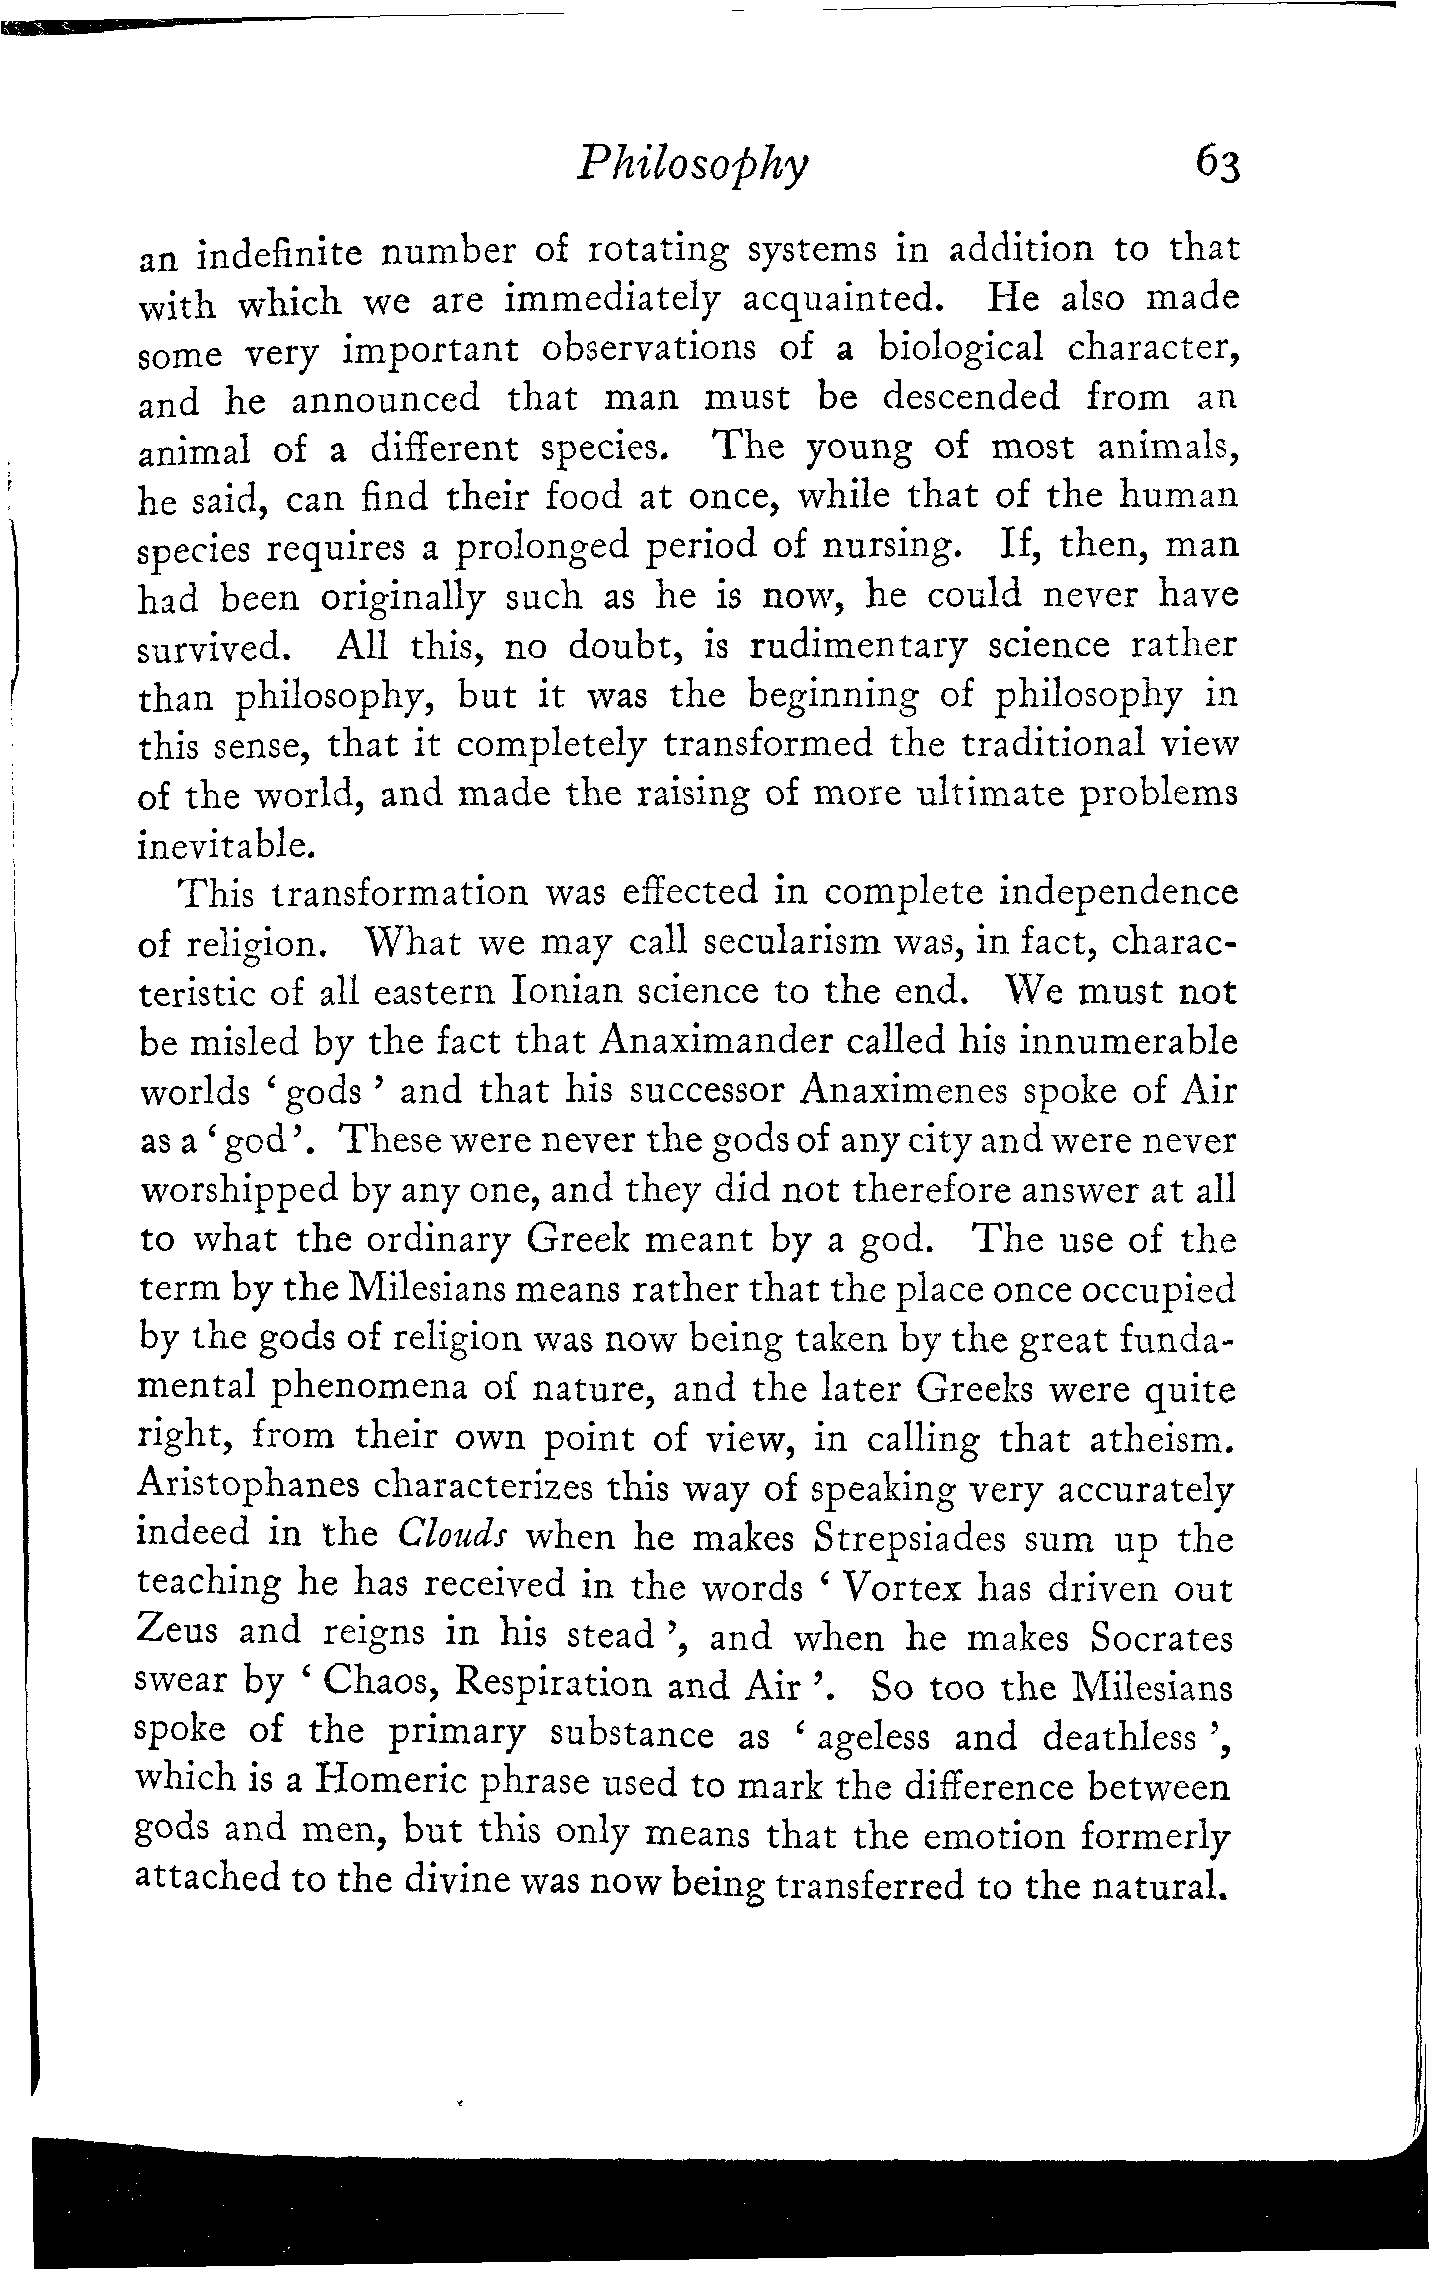 Philosophy 63
an indefinite number of rotating systems in addition to that
with which we are immediately acquainted. He also made
some very important observations of a biological character,
and he announced that man must be descended from an
animal of a different species. The young of most animals,
he said, can find their food at once, while that of the human
species requires a prolonged period of nursing. If, then, man
had been originally such as he is now, he could never have
survived. All this, no doubt, is rudimentary science rather
than philosophy, but it was the beginning of philosophy in
this sense, that it completely transformed the traditional view
of the world, and made the raising of more ultimate problems
inevitable.
This transformation was effected in complete independence
of religion. What we may call secularism was, in fact, charac-
teristic of all eastern Ionian science to the end. We must not
be misled by the fact that Anaximander called his innumerable
worlds ‘ gods ’ and that his successor Anaximenes spoke of Air
as a ‘ god’. These were never the gods of any city and were never
worshipped by any one, and they did not therefore answer at all
to what the ordinary Greek meant by a god. The use of the
term by the Milesians means rather that the place once occupied
by the gods of religion was now being taken by the great funda-
mental phenomena of nature, and the later Greeks were quite
right, from their own point of view, in calling that atheism.
Aristophanes characterizes this way of speaking very accurately
indeed in the Clouds when he makes Strepsiades sum up the
teaching he has received in the words ‘ Vortex has driven out
Zeus and reigns in his stead ’, and when he makes Socrates
swear by ‘ Chaos, Respiration and Air ’. So too the Milesians
spoke of the primary substance as ‘ ageless and deathless ’,
which is a Homeric phrase used to mark the difference between
gods and men, but this only means that the emotion formerly
attached to the divine was now being transferred to the natural.